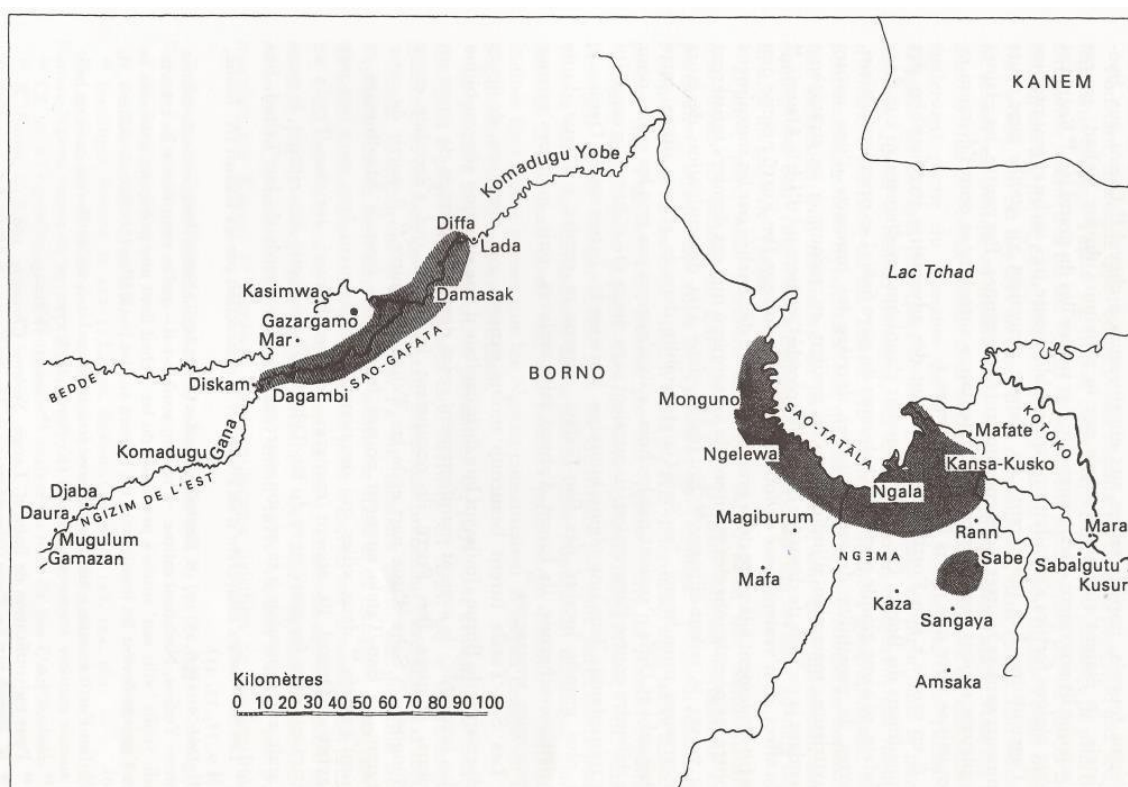 KANEM
Komadugu Yobe
Diffa
Lada
Lac Tchad
Kasimwa
Damasak
Gazargamo
Mar
SAO-GAFATA
BEDDE
Diskam
Dagambi
BORNO
Monguno
SAO-TATĀLA
Mafate
KOTOKO
Ngelewa
Kansa-Kusko
Komadugu Gana
Ngala
Djaba
NGIZIM DE L'EST
Daura
Magiburum
Rann
Mara
Mugulum
Gamazan
NGƎMA
Sabe
Sabalgutu
Mafa
Kusur
Kaza
Sangaya
Amsaka
Kilomètres
0 10 20 30 40 50 60 70 80 90 100